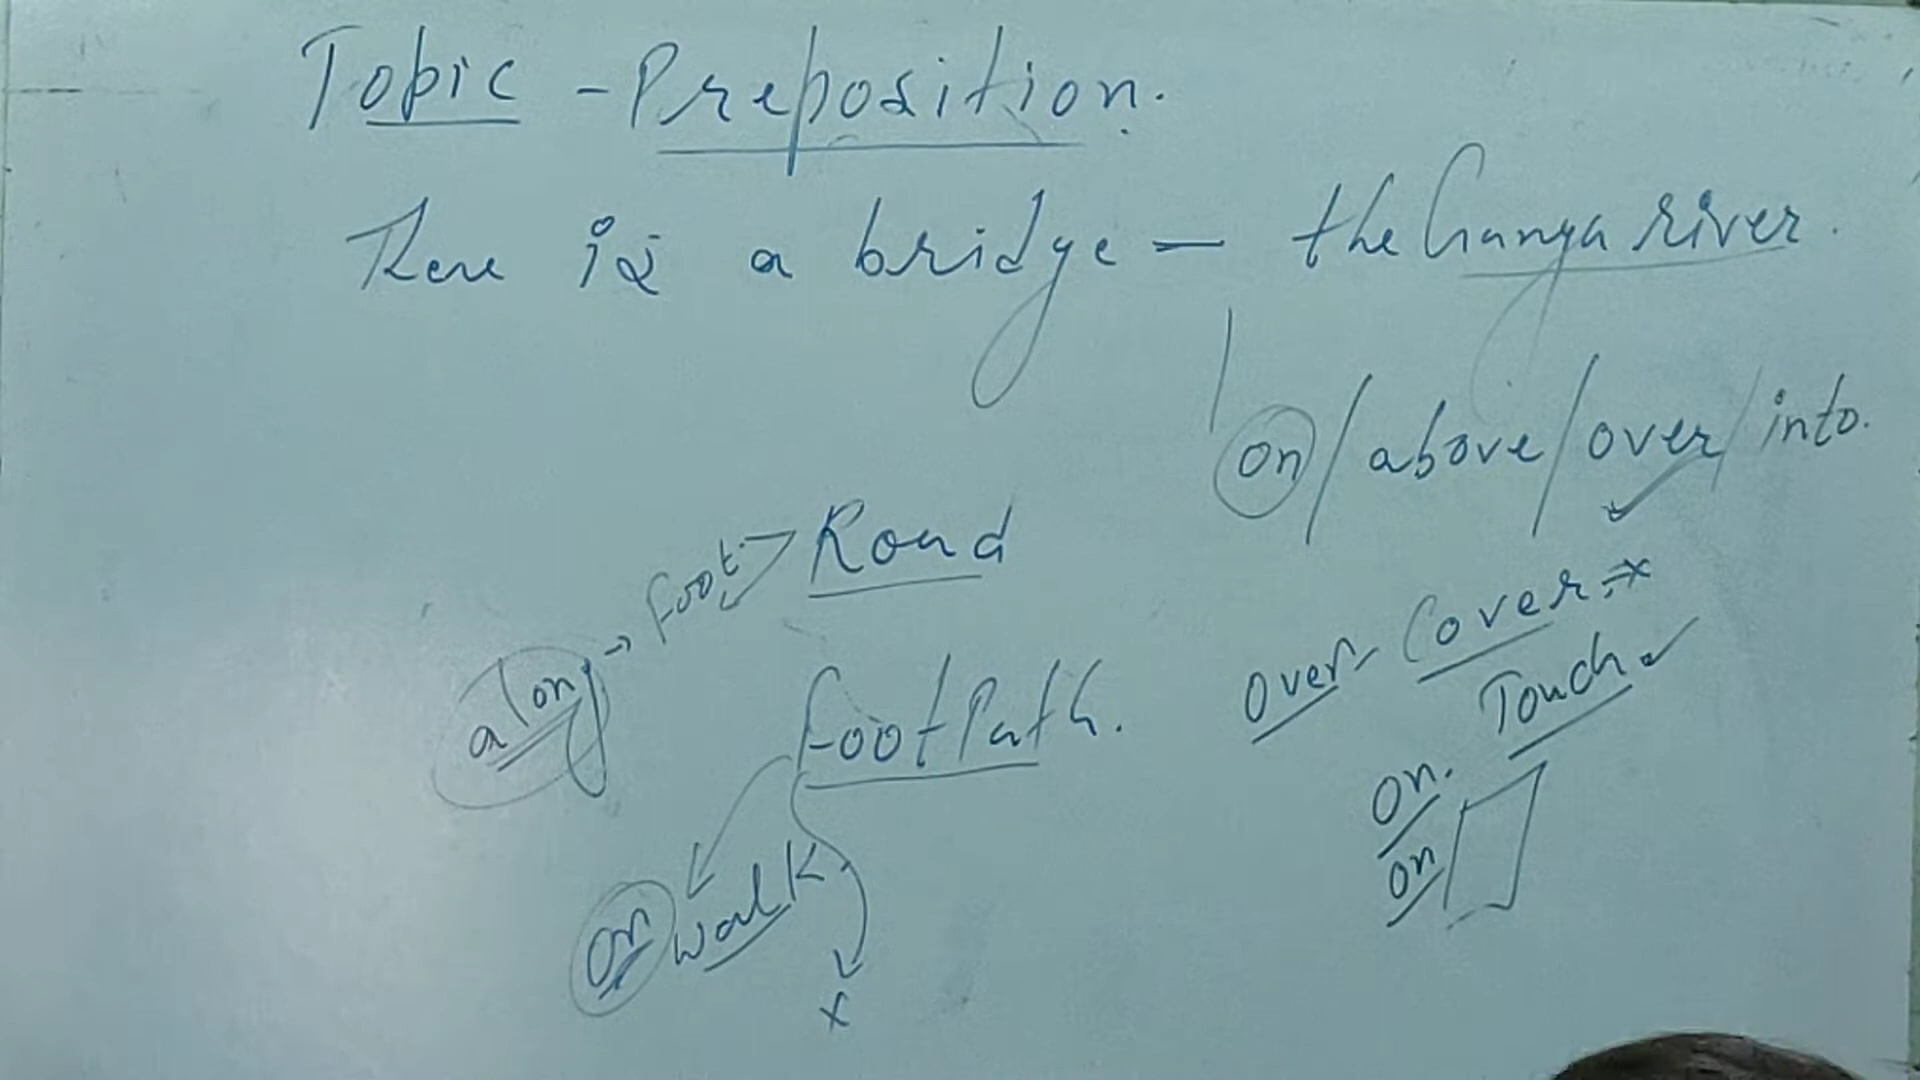 Topic - Preposition.
There is a bridge — the Ganga river.
on / above / over / into.
along → foot → Road
Foot Path.
on walk
x
Over - Cover → x
Touch ✓
on.
on